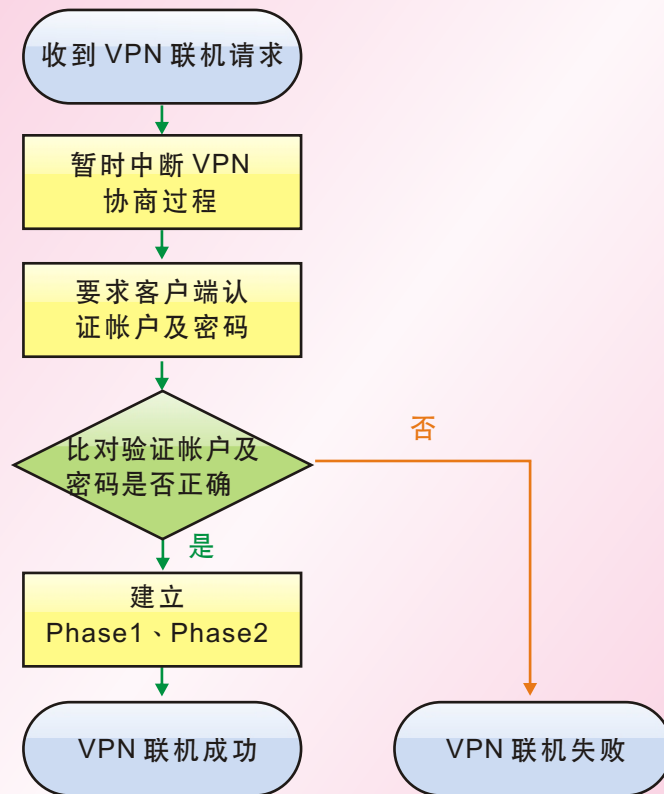 收到 VPN 联机请求
暂时中断 VPN
协商过程
要求客户端认
证帐户及密码
比对验证帐户及
密码是否正确
否
是
建立
Phase1、Phase2
VPN 联机成功
VPN 联机失败